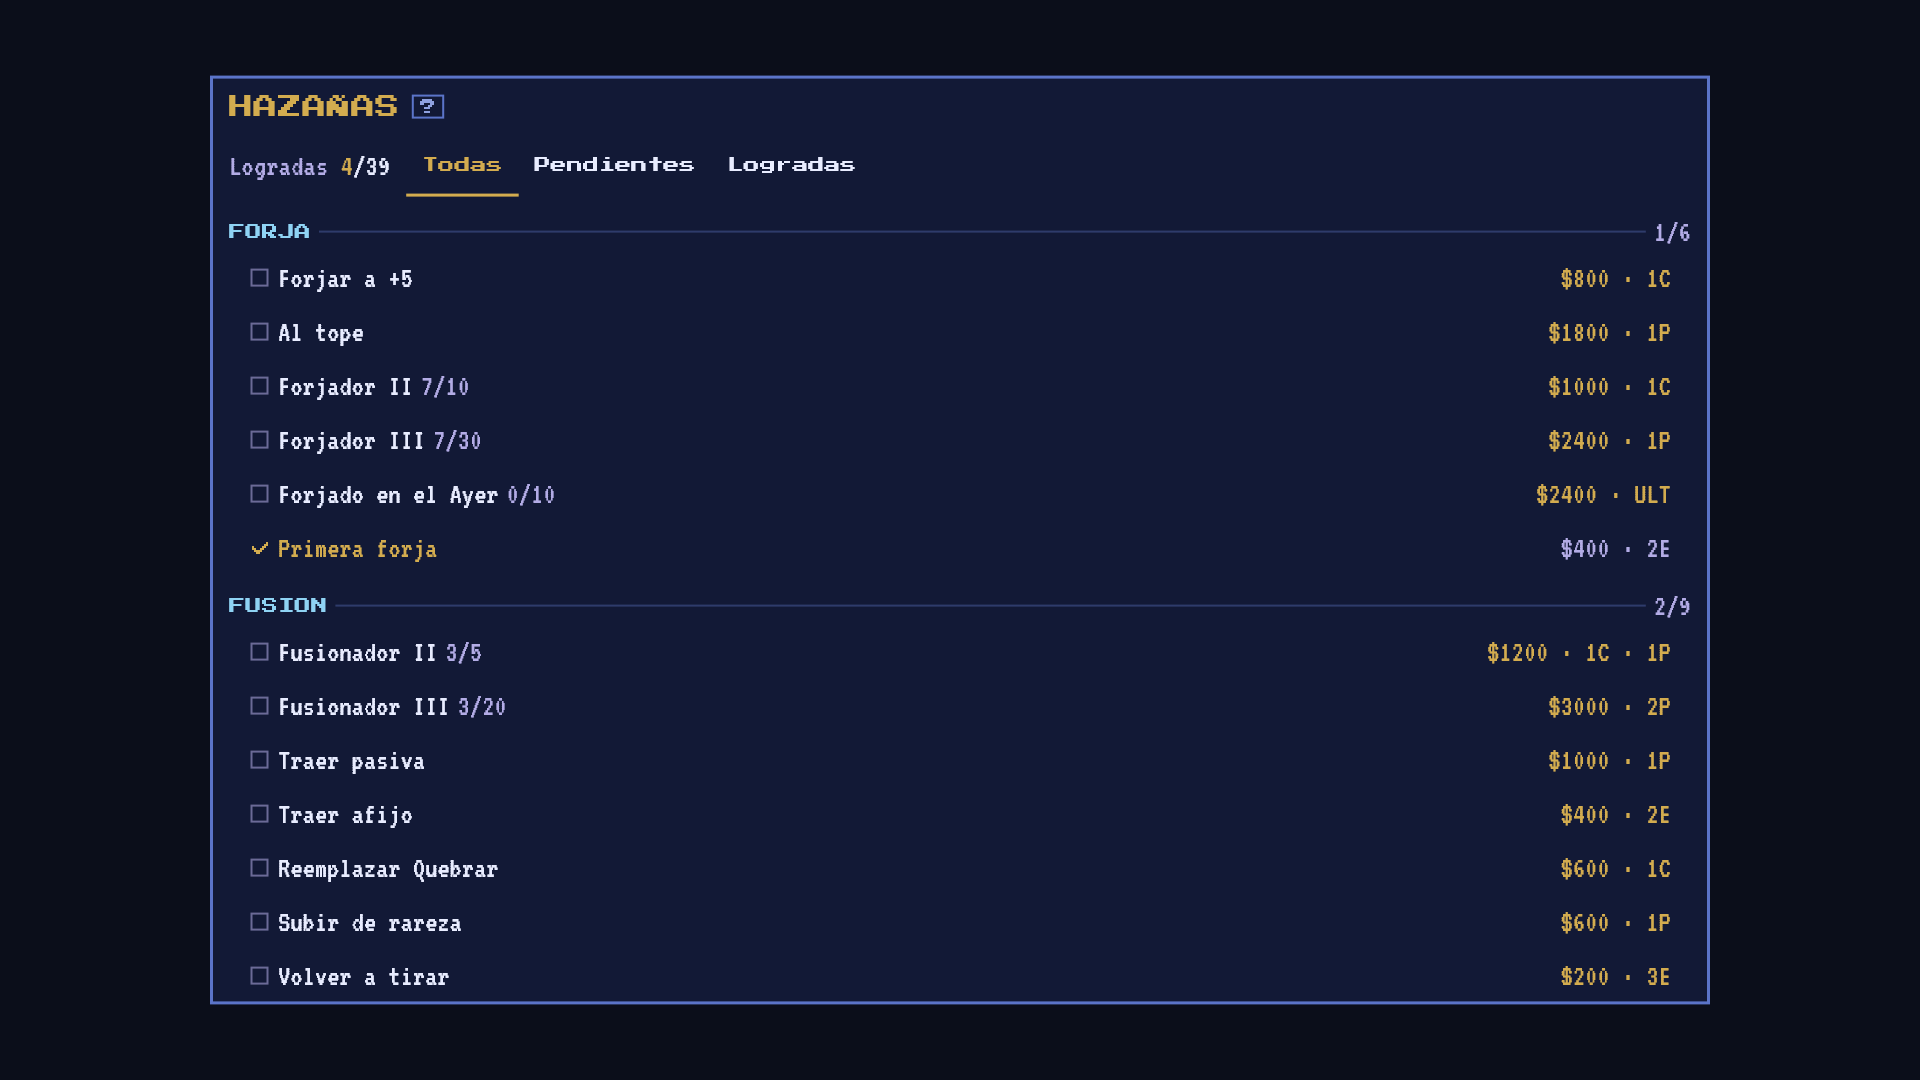 HAZAÑAS ?
Logradas 4/39 Todas Pendientes Logradas
FORJA 1/6
Forjar a +5 $800 · 1C
Al tope $1800 · 1P
Forjador II 7/10 $1000 · 1C
Forjador III 7/30 $2400 · 1P
Forjado en el Ayer 0/10 $2400 · ULT
Primera forja $400 · 2E
FUSION 2/9
Fusionador II 3/5 $1200 · 1C · 1P
Fusionador III 3/20 $3000 · 2P
Traer pasiva $1000 · 1P
Traer afijo $400 · 2E
Reemplazar Quebrar $600 · 1C
Subir de rareza $600 · 1P
Volver a tirar $200 · 3E